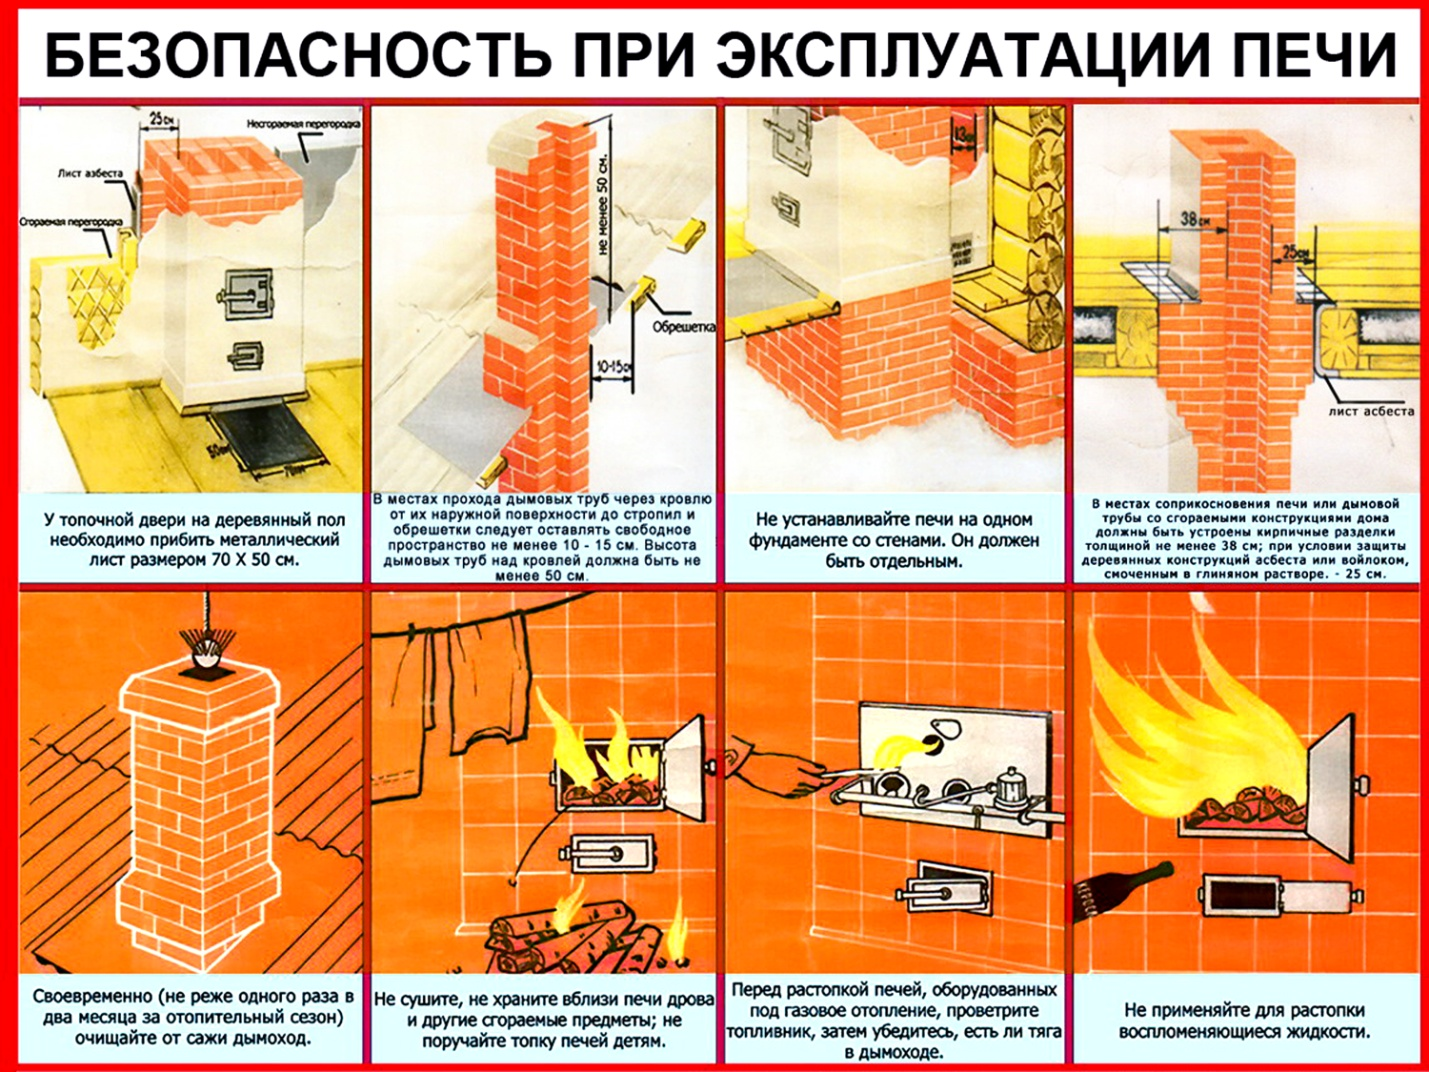 БЕЗОПАСНОСТЬ ПРИ ЭКСПЛУАТАЦИИ ПЕЧИ
25 см
Несгораемая перегородка
Лист азбеста
Сгораемая перегородка
50см
70см
У топочной двери на деревянный пол
необходимо прибить металлический
лист размером 70 Х 50 см.
не менее 50 см.
Обрешетка
10-15см
В местах прохода дымовых труб через кровлю
от их наружной поверхности до стропил и
обрешетки следует оставлять свободное
пространство не менее 10 - 15 см. Высота
дымовых труб над кровлей должна быть не
менее 50 см.
13см
Не устанавливайте печи на одном
фундаменте со стенами. Он должен
быть отдельным.
38 см
25см
лист асбеста
В местах соприкосновения печи или дымовой
трубы со сгораемыми конструкциями дома
должны быть устроены кирпичные разделки
толщиной не менее 38 см; при условии защиты
деревянных конструкций асбеста или войлоком,
смоченным в глиняном растворе. - 25 см.
Своевременно (не реже одного раза в
два месяца за отопительный сезон)
очищайте от сажи дымоход.
Не сушите, не храните вблизи печи дрова
и другие сгораемые предметы; не
поручайте топку печей детям.
Перед растопкой печей, оборудованных
под газовое отопление, проветрите
топливник, затем убедитесь, есть ли тяга
в дымоходе.
КЕРОСИ
Не применяйте для растопки
воспломеняющиеся жидкости.